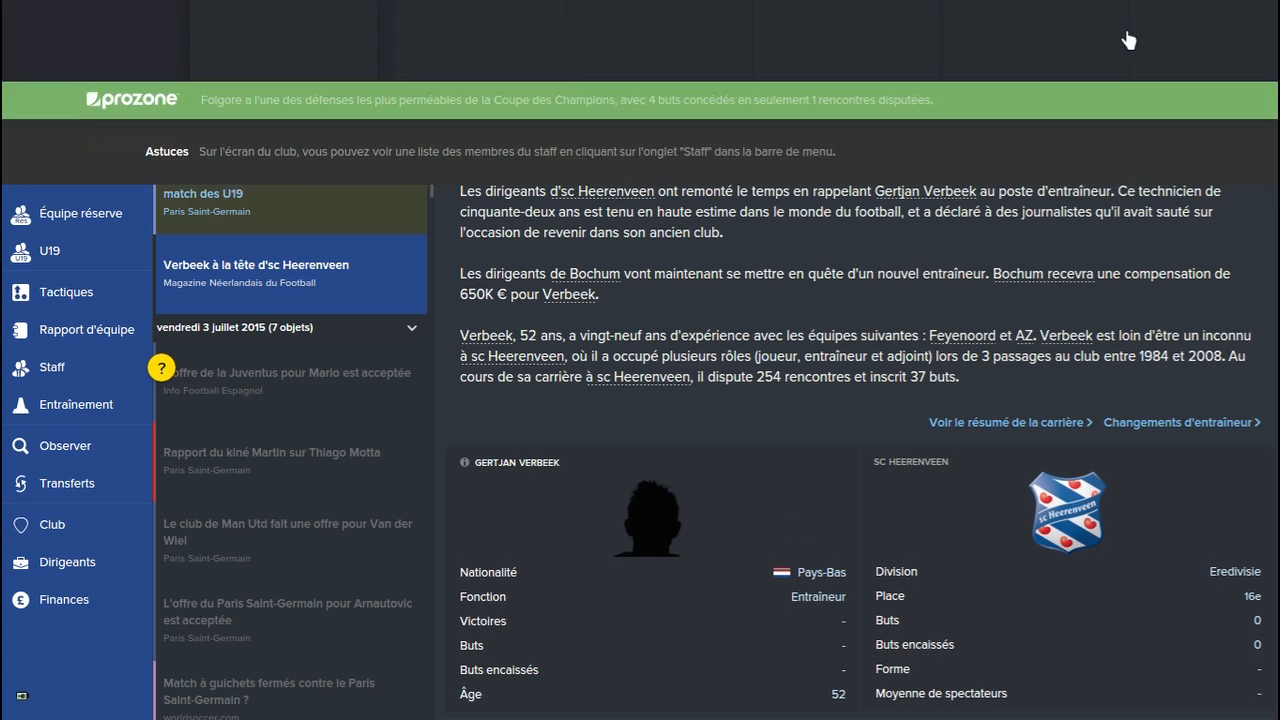 prozone Folgore a l'une des défenses les plus perméables de la Coupe des Champions, avec 4 buts concédés en seulement 1 rencontres disputées.
Astuces Sur l'écran du club, vous pouvez voir une liste des membres du staff en cliquant sur l'onglet "Staff" dans la barre de menu.
Équipe réserve
U19
Tactiques
Rapport d'équipe
Staff
Entraînement
Observer
Transferts
Club
Dirigeants
Finances
match des U19
Paris Saint-Germain
Verbeek à la tête d'sc Heerenveen
Magazine Néerlandais du Football
vendredi 3 juillet 2015 (7 objets)
?
L'offre de la Juventus pour Mario est acceptée
Info Football Espagnol
Rapport du kiné Martin sur Thiago Motta
Paris Saint-Germain
Le club de Man Utd fait une offre pour Van der
Wiel
Paris Saint-Germain
L'offre du Paris Saint-Germain pour Arnautovic
est acceptée
Paris Saint-Germain
Match à guichets fermés contre le Paris
Saint-Germain ?
worldsoccer.com
Les dirigeants d'sc Heerenveen ont remonté le temps en rappelant Gertjan Verbeek au poste d'entraîneur. Ce technicien de
cinquante-deux ans est tenu en haute estime dans le monde du football, et a déclaré à des journalistes qu'il avait sauté sur
l'occasion de revenir dans son ancien club.
Les dirigeants de Bochum vont maintenant se mettre en quête d'un nouvel entraîneur. Bochum recevra une compensation de
650K € pour Verbeek.
Verbeek, 52 ans, a vingt-neuf ans d'expérience avec les équipes suivantes : Feyenoord et AZ. Verbeek est loin d'être un inconnu
à sc Heerenveen, où il a occupé plusieurs rôles (joueur, entraîneur et adjoint) lors de 3 passages au club entre 1984 et 2008. Au
cours de sa carrière à sc Heerenveen, il dispute 254 rencontres et inscrit 37 buts.
Voir le résumé de la carrière > Changements d'entraîneur >
GERTJAN VERBEEK
Nationalité Pays-Bas
Fonction Entraîneur
Victoires -
Buts -
Buts encaissés -
Âge 52
SC HEERENVEEN
sc Heerenveen
Division Eredivisie
Place 16e
Buts 0
Buts encaissés 0
Forme -
Moyenne de spectateurs -